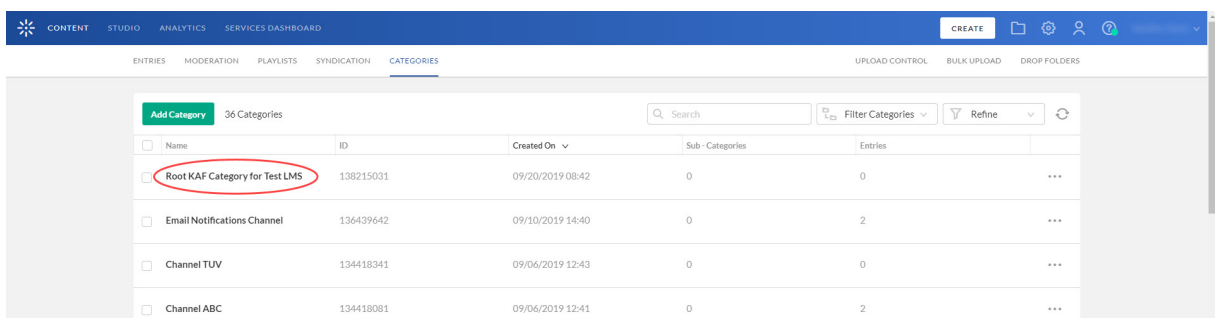 CONTENT STUDIO ANALYTICS SERVICES DASHBOARD CREATE
ENTRIES MODERATION PLAYLISTS SYNDICATION CATEGORIES UPLOAD CONTROL BULK UPLOAD DROP FOLDERS
Add Category 36 Categories Search Filter Categories Refine
Name ID Created On Sub - Categories Entries
Root KAF Category for Test LMS 138215031 09/20/2019 08:42 0 0
Email Notifications Channel 136439642 09/10/2019 14:40 0 2
Channel TUV 134418341 09/06/2019 12:43 0 0
Channel ABC 134418081 09/06/2019 12:41 0 2